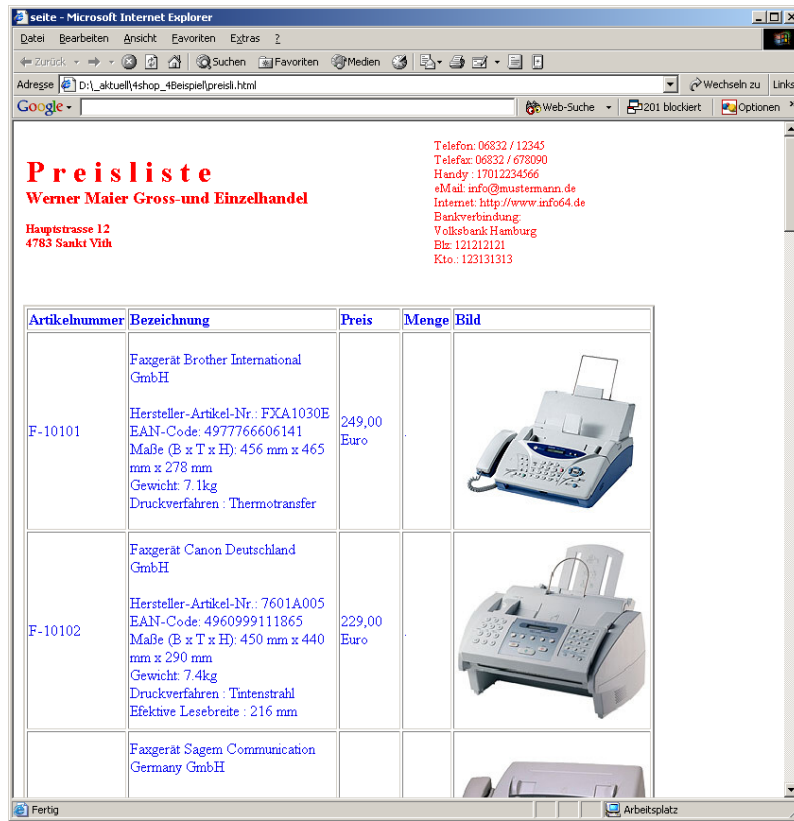 seite - Microsoft Internet Explorer
Datei Bearbeiten Ansicht Favoriten Extras ?
Zurück Suchen Favoriten Medien
Adresse D:\_aktuell\4shop_4Beispiel\preisli.html Wechseln zu Links
Google Web-Suche 201 blockiert Optionen
Preisliste
Werner Maier Gross-und Einzelhandel
Hauptstrasse 12
4783 Sankt Vith
Telefon: 06832 / 12345
Telefax: 06832 / 678090
Handy : 17012234566
eMail: info@mustermann.de
Internet: http://www.info64.de
Bankverbindung:
Volksbank Hamburg
Blz: 121212121
Kto.: 123131313
Artikelnummer Bezeichnung Preis Menge Bild
F-10101
Faxgerät Brother International
GmbH
Hersteller-Artikel-Nr.: FXA1030E
EAN-Code: 4977766606141
Maße (B x T x H): 456 mm x 465
mm x 278 mm
Gewicht: 7.1kg
Druckverfahren : Thermotransfer
249,00
Euro
.
F-10102
Faxgerät Canon Deutschland
GmbH
Hersteller-Artikel-Nr.: 7601A005
EAN-Code: 4960999111865
Maße (B x T x H): 450 mm x 440
mm x 290 mm
Gewicht: 7.4kg
Druckverfahren : Tintenstrahl
Efektive Lesebreite : 216 mm
229,00
Euro
.
Faxgerät Sagem Communication
Germany GmbH
Fertig Arbeitsplatz